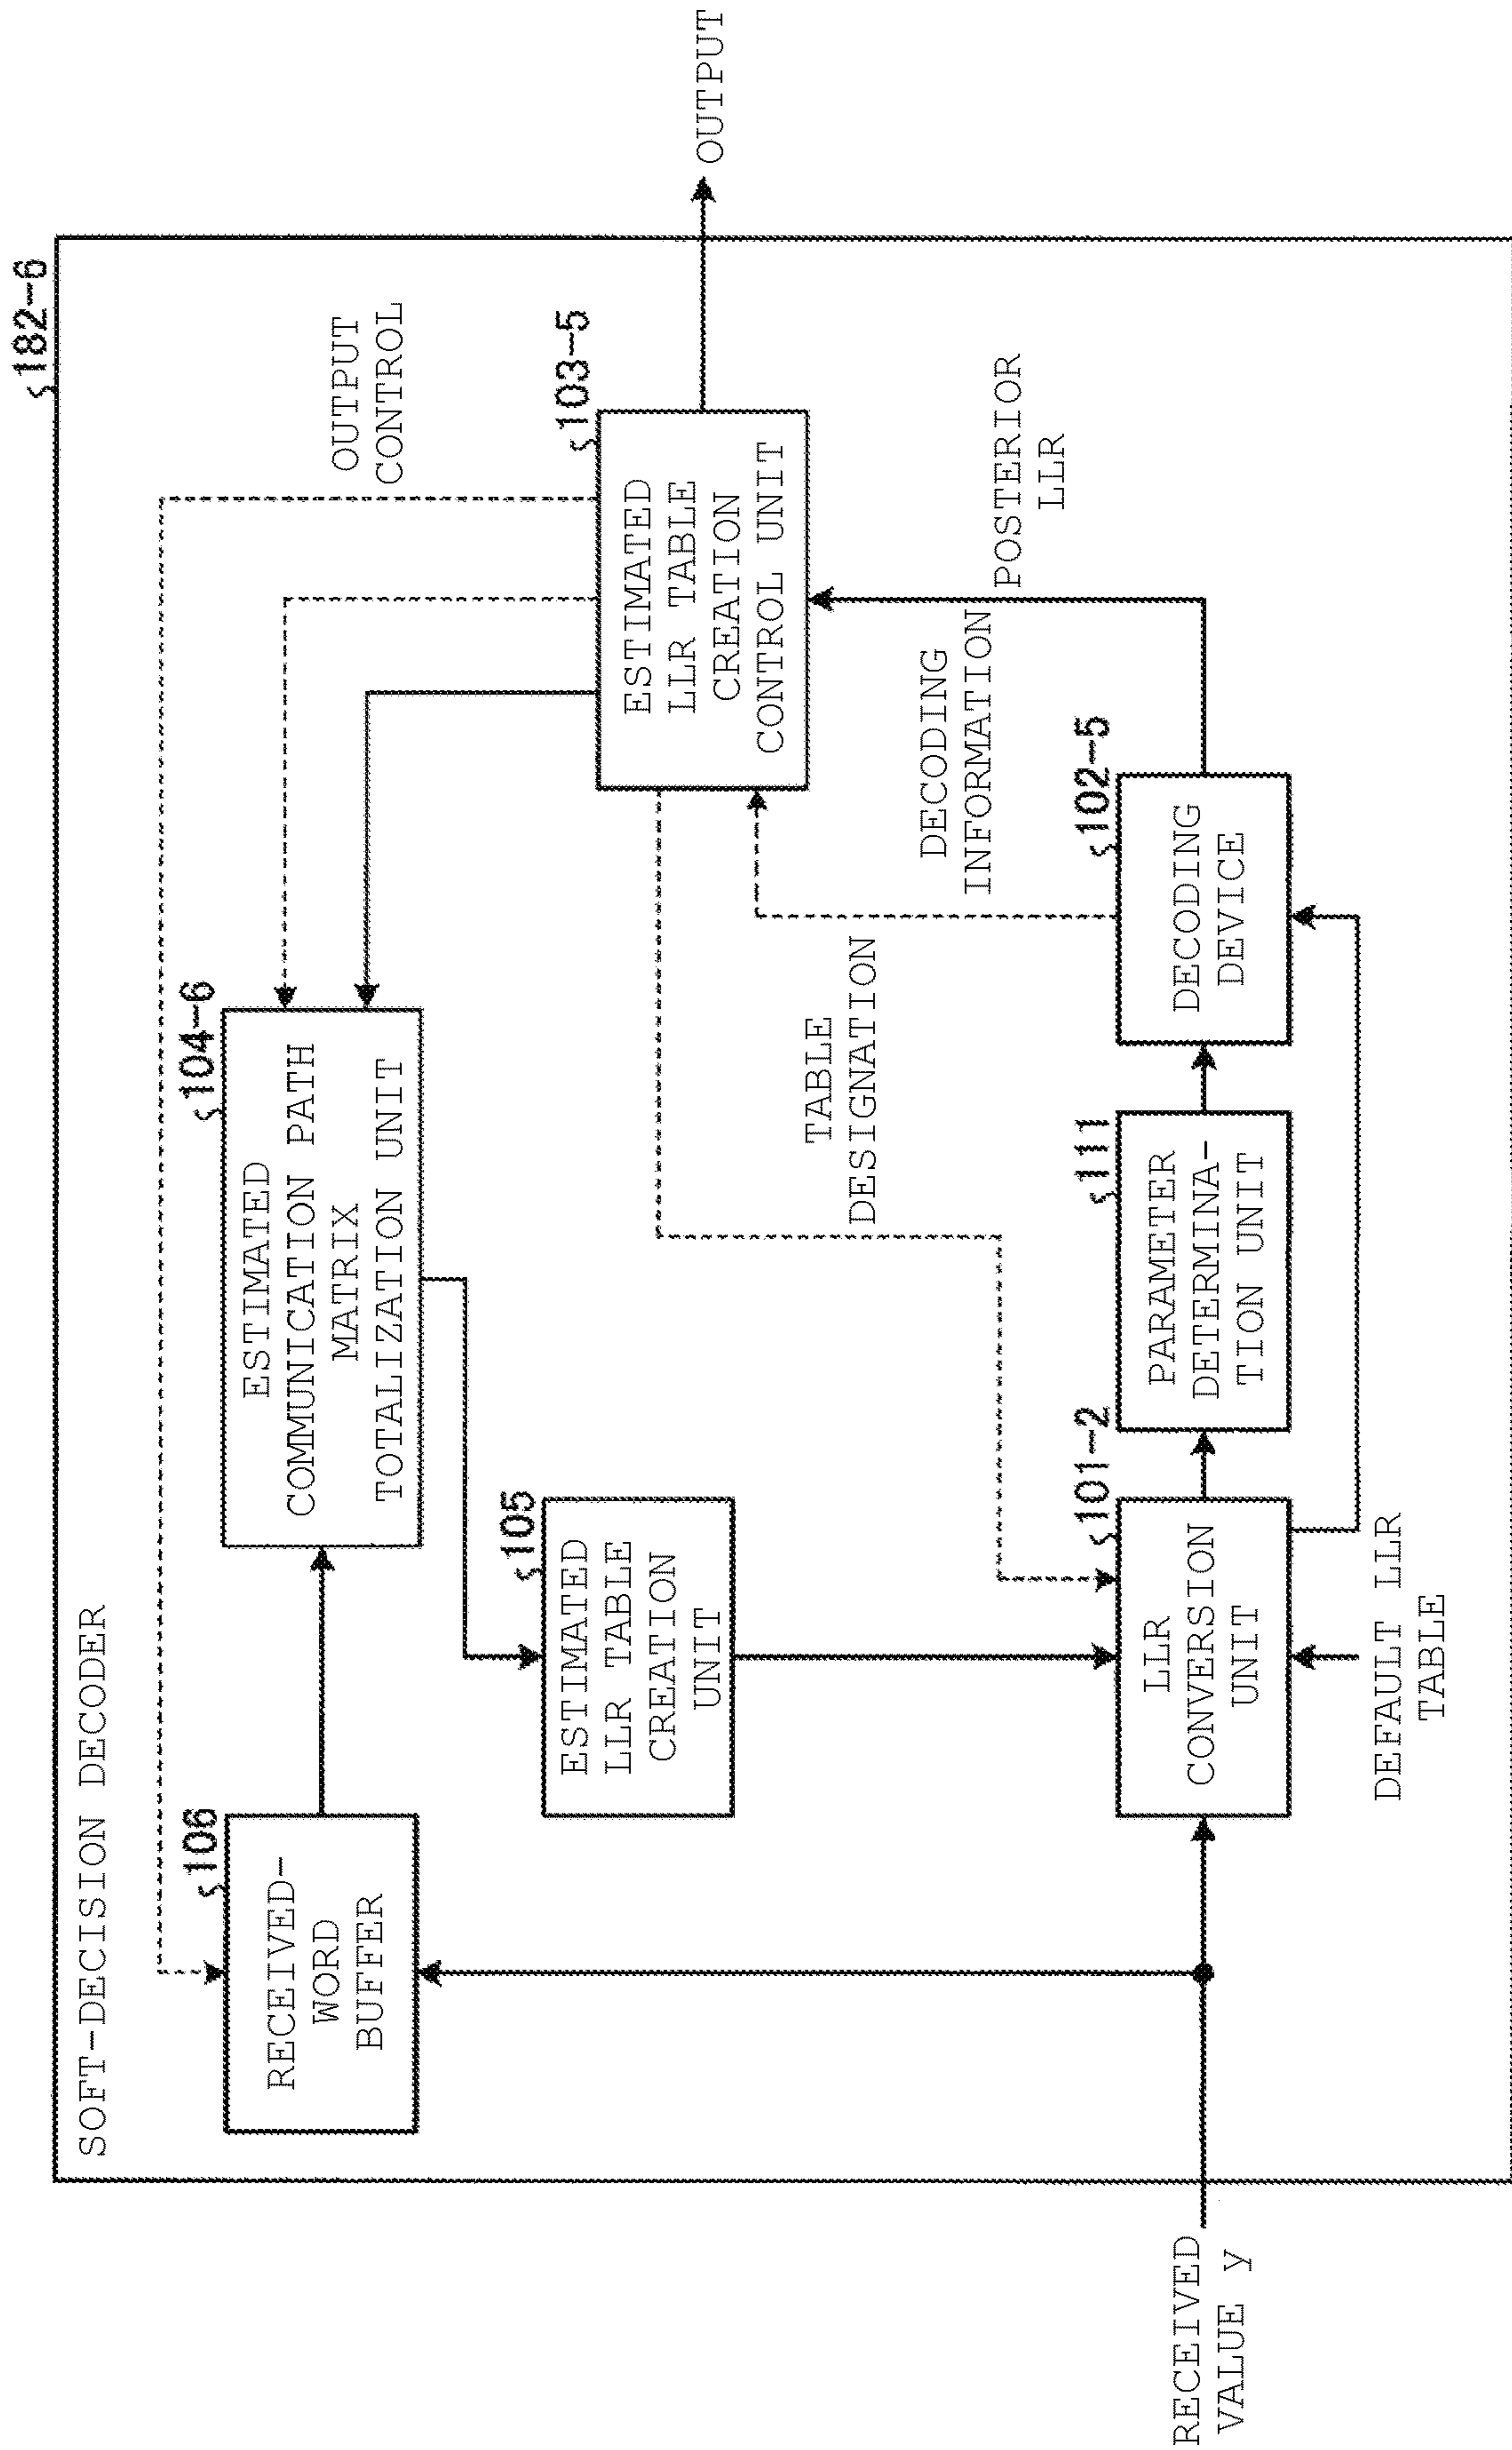 182-6
SOFT-DECISION DECODER
OUTPUT
CONTROL
106
RECEIVED-
WORD
BUFFER
104-6
ESTIMATED
COMMUNICATION PATH
MATRIX
TOTALIZATION UNIT
105
ESTIMATED
LLR TABLE
CREATION
UNIT
103-5
ESTIMATED
LLR TABLE
CREATION
CONTROL UNIT
OUTPUT
TABLE
DESIGNATION
DECODING
INFORMATION
POSTERIOR
LLR
RECEIVED
VALUE y
101-2
LLR
CONVERSION
UNIT
111
PARAMETER
DETERMINA-
TION UNIT
102-5
DECODING
DEVICE
DEFAULT LLR
TABLE